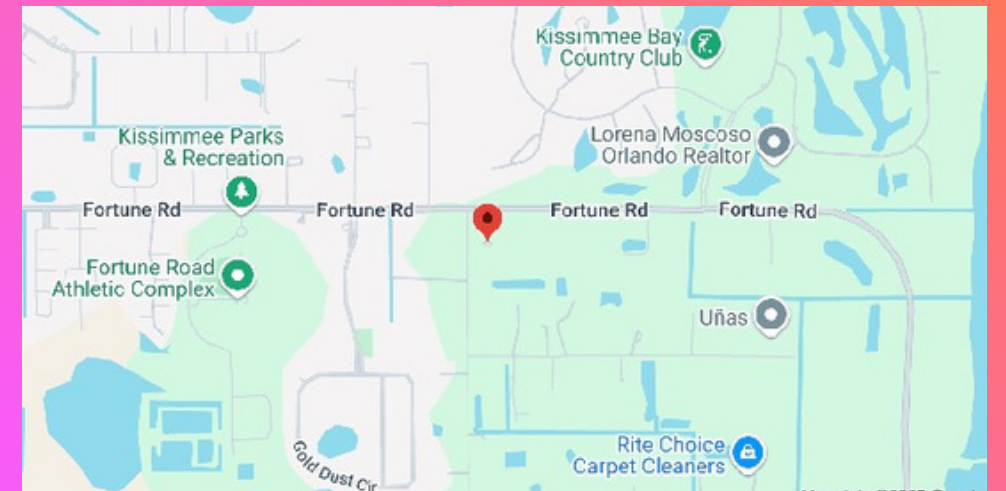 Kissimmee Bay
Country Club
Kissimmee Parks
& Recreation
Lorena Moscoso
Orlando Realtor
Fortune Rd
Fortune Rd
Fortune Rd
Fortune Rd
Fortune Road
Athletic Complex
Uñas
Gold Dust Cir
Rite Choice
Carpet Cleaners